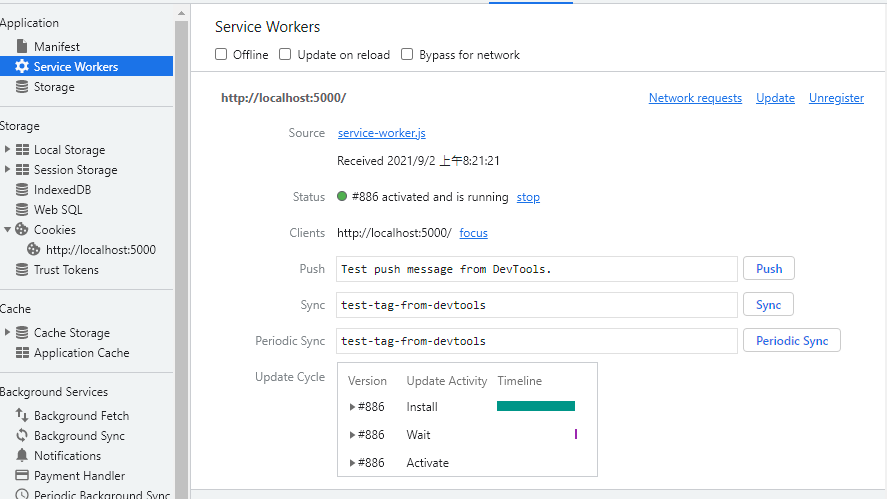 Application
Manifest
Service Workers
Storage
Storage
Local Storage
Session Storage
IndexedDB
Web SQL
Cookies
http://localhost:5000
Trust Tokens
Cache
Cache Storage
Application Cache
Background Services
Background Fetch
Background Sync
Notifications
Payment Handler
Periodic Background Sync
Service Workers
Offline Update on reload Bypass for network
http://localhost:5000/ Network requests Update Unregister
Source service-worker.js
Received 2021/9/2 上午8:21:21
Status #886 activated and is running stop
Clients http://localhost:5000/ focus
Push Test push message from DevTools. Push
Sync test-tag-from-devtools Sync
Periodic Sync test-tag-from-devtools Periodic Sync
Update Cycle Version Update Activity Timeline
#886 Install
#886 Wait
#886 Activate